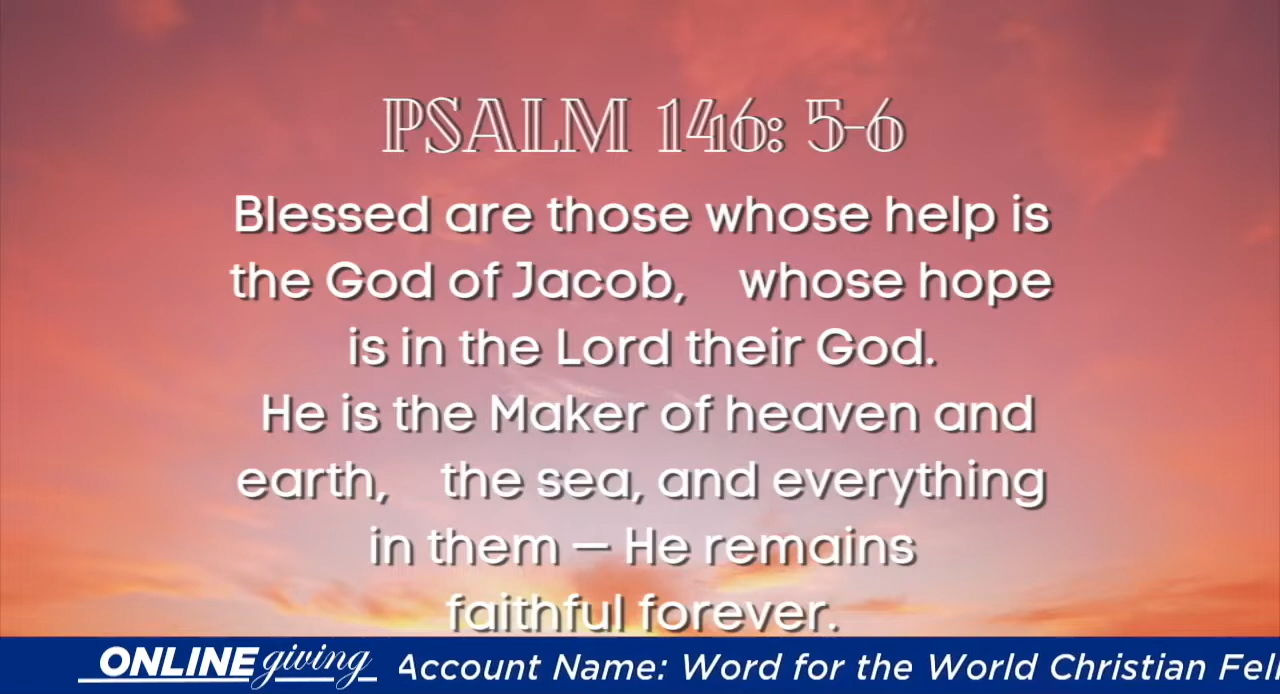 PSALM 146: 5-6
Blessed are those whose help is
the God of Jacob, whose hope
is in the Lord their God.
He is the Maker of heaven and
earth, the sea, and everything
in them – He remains
faithful forever.
ONLINE giving Account Name: Word for the World Christian Fell